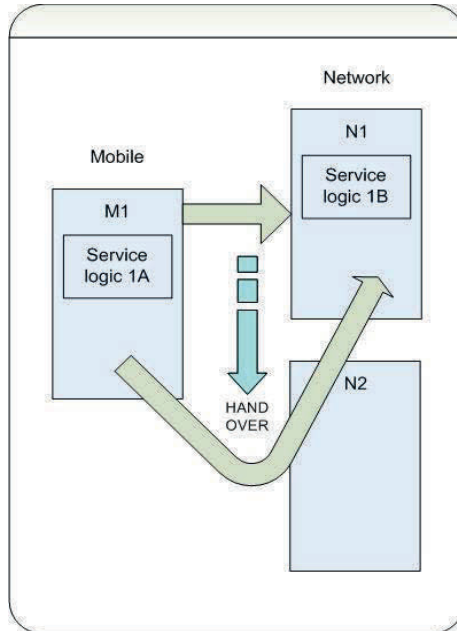 Network
N1
Service
logic 1B
Mobile
M1
Service
logic 1A
HAND
OVER
N2